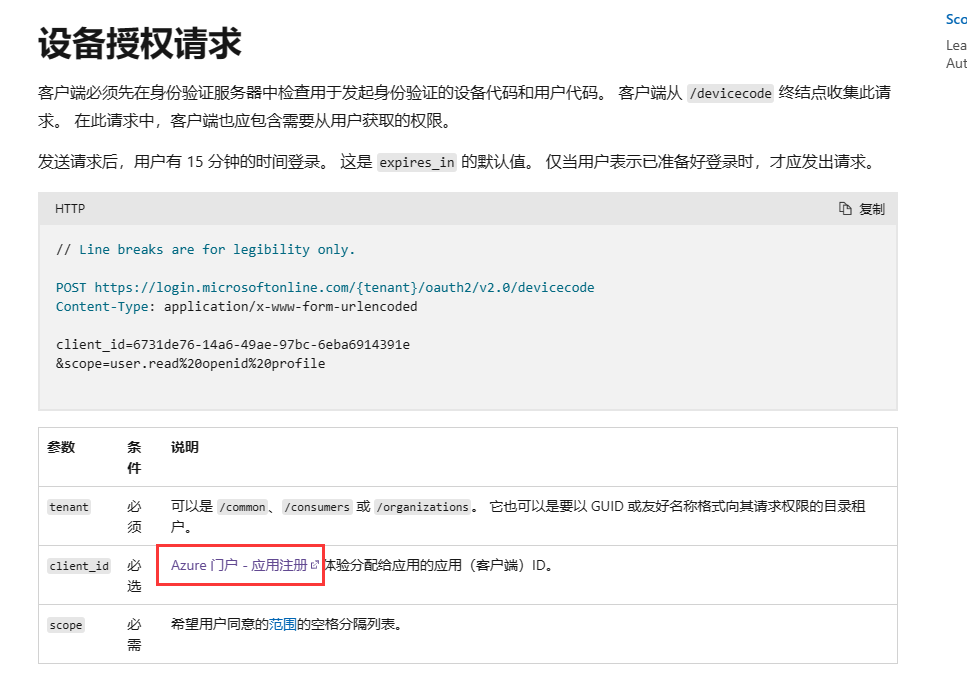 设备授权请求
Sco
Lea
Aut
客户端必须先在身份验证服务器中检查用于发起身份验证的设备代码和用户代码。 客户端从 /devicecode 终结点收集此请
求。 在此请求中，客户端也应包含需要从用户获取的权限。
发送请求后，用户有 15 分钟的时间登录。 这是 expires_in 的默认值。 仅当用户表示已准备好登录时，才应发出请求。
HTTP 复制
// Line breaks are for legibility only.
POST https://login.microsoftonline.com/{tenant}/oauth2/v2.0/devicecode
Content-Type: application/x-www-form-urlencoded
client_id=6731de76-14a6-49ae-97bc-6eba6914391e
&scope=user.read%20openid%20profile
参数 条件 说明
tenant 必须 可以是 /common、/consumers 或 /organizations。 它也可以是要以 GUID 或友好名称格式向其请求权限的目录租
户。
client_id 必选 Azure 门户 - 应用注册 体验分配给应用的应用（客户端）ID。
scope 必需 希望用户同意的范围的空格分隔列表。